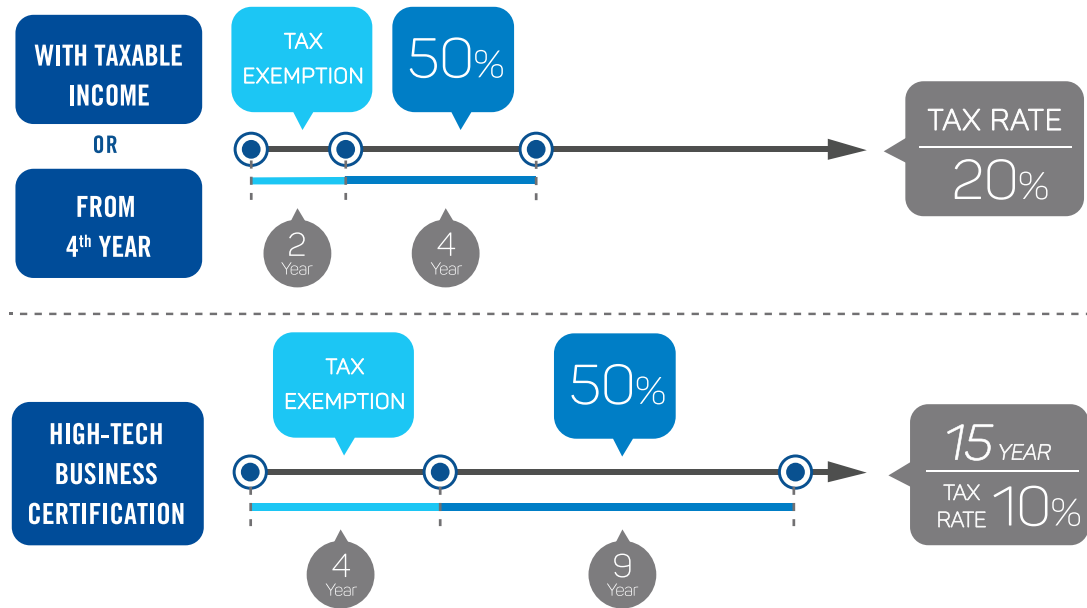 WITH TAXABLE
INCOME
OR
FROM
4th YEAR
TAX
EXEMPTION
50%
2
Year
4
Year
TAX RATE
20%
HIGH-TECH
BUSINESS
CERTIFICATION
TAX
EXEMPTION
50%
4
Year
9
Year
15 YEAR
TAX
RATE 10%